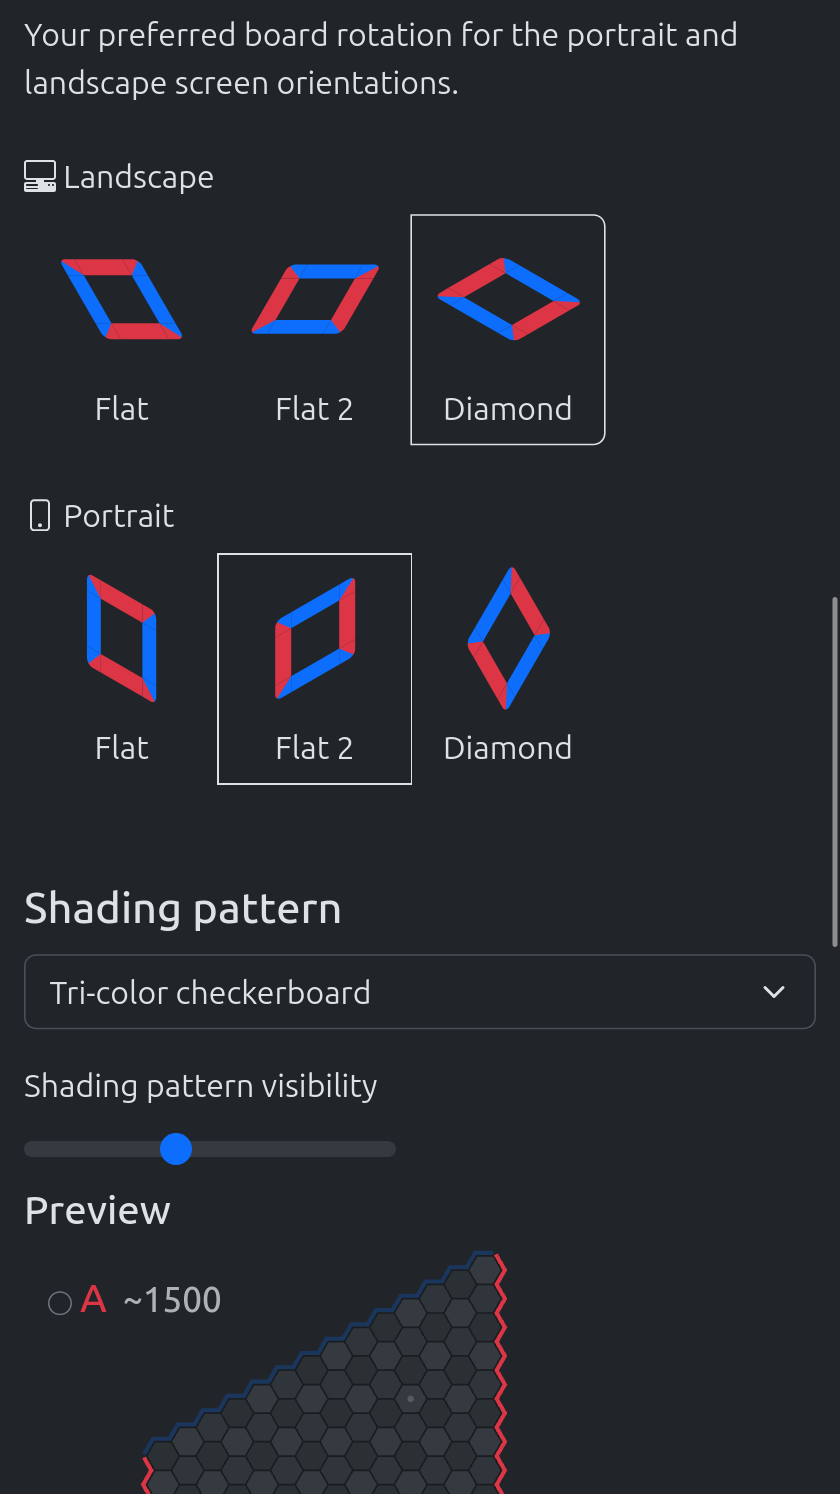 Your preferred board rotation for the portrait and
landscape screen orientations.
Landscape
Flat
Flat 2
Diamond
Portrait
Flat
Flat 2
Diamond
Shading pattern
Tri-color checkerboard
Shading pattern visibility
Preview
A ~1500